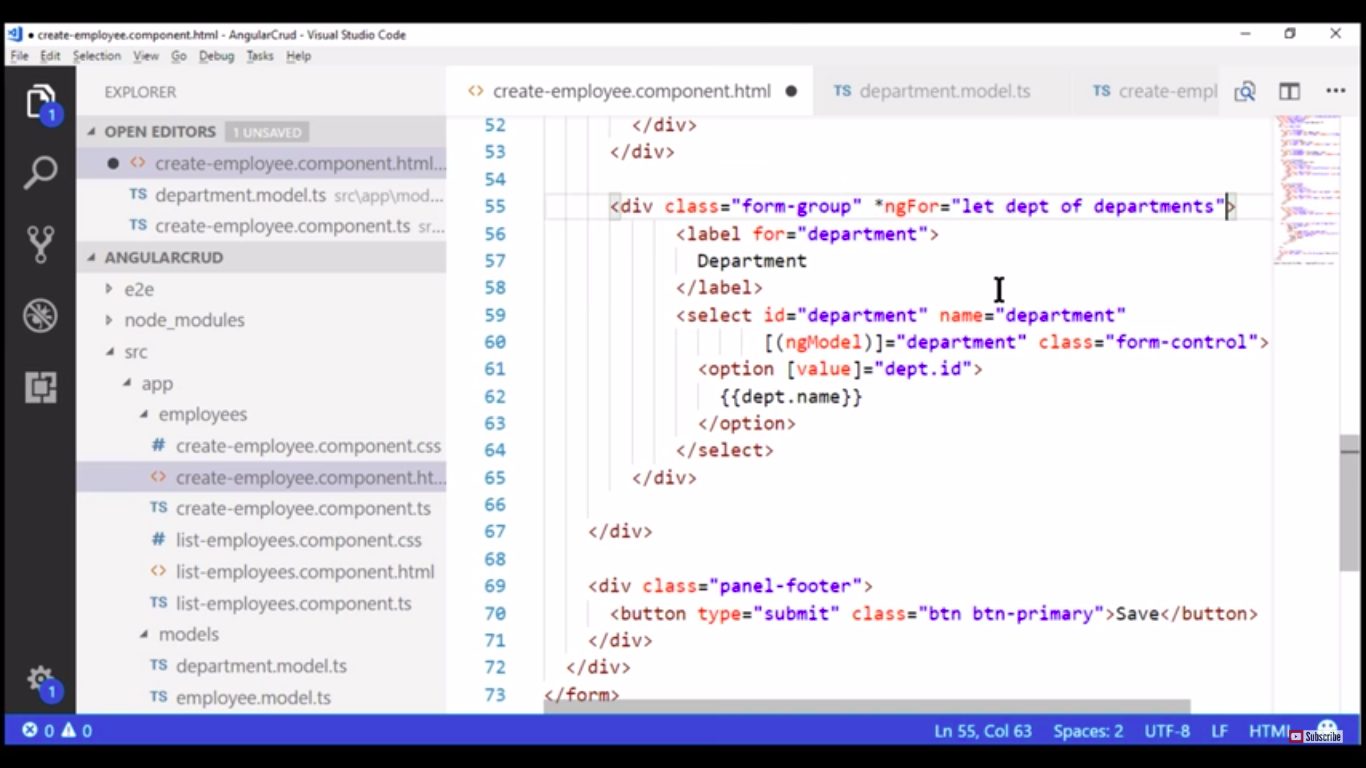 ● create-employee.component.html - AngularCrud - Visual Studio Code
File Edit Selection View Go Debug Tasks Help
EXPLORER
OPEN EDITORS 1 UNSAVED
● <> create-employee.component.html...
TS department.model.ts src\app\mod...
TS create-employee.component.ts sr...
ANGULARCRUD
e2e
node_modules
src
app
employees
# create-employee.component.css
<> create-employee.component.ht...
TS create-employee.component.ts
# list-employees.component.css
<> list-employees.component.html
TS list-employees.component.ts
models
TS department.model.ts
TS employee.model.ts
1
1
<> create-employee.component.html ● TS department.model.ts TS create-empl
52 </div>
53 </div>
54
55 <div class="form-group" *ngFor="let dept of departments">
56 <label for="department">
57 Department
58 </label>
59 <select id="department" name="department"
60 [(ngModel)]="department" class="form-control">
61 <option [value]="dept.id">
62 {{dept.name}}
63 </option>
64 </select>
65 </div>
66
67 </div>
68
69 <div class="panel-footer">
70 <button type="submit" class="btn btn-primary">Save</button>
71 </div>
72 </div>
73 </form>
0 0 Ln 55, Col 63 Spaces: 2 UTF-8 LF HTML
Subscribe